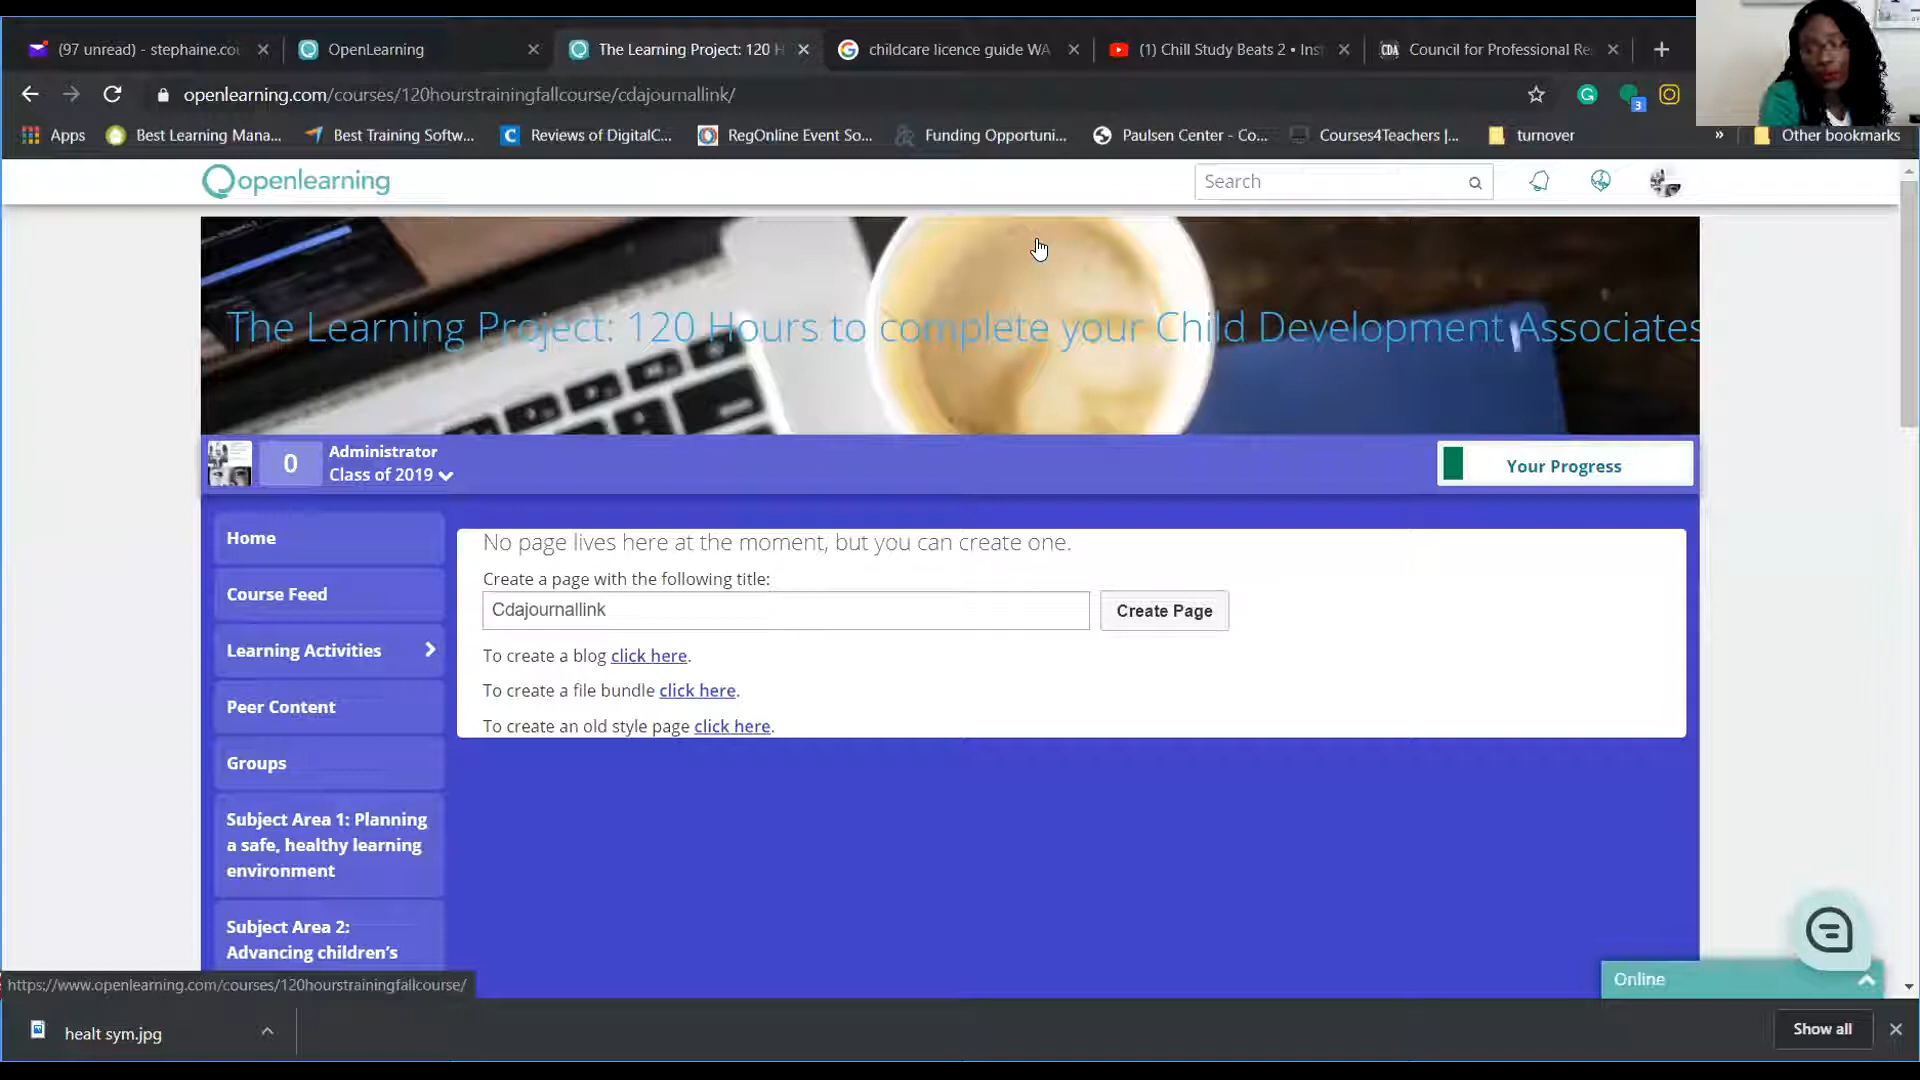 (97 unread) - stephaine.cou
OpenLearning
The Learning Project: 120 H
childcare licence guide WA
(1) Chill Study Beats 2 • Inst
CDA
Council for Professional Re
openlearning.com/courses/120hourstrainingfallcourse/cdajournallink/
3
Apps
Best Learning Mana...
Best Training Softw...
Reviews of DigitalC...
RegOnline Event So...
Funding Opportuni...
Paulsen Center - Co...
Courses4Teachers |...
turnover
»
Other bookmarks
openlearning
Search
The Learning Project: 120 Hours to complete your Child Development Associates
0
Administrator
Class of 2019
Your Progress
Home
Course Feed
Learning Activities
Peer Content
Groups
Subject Area 1: Planning
a safe, healthy learning
environment
Subject Area 2:
Advancing children's
No page lives here at the moment, but you can create one.
Create a page with the following title:
Cdajournallink
Create Page
To create a blog click here.
To create a file bundle click here.
To create an old style page click here.
Online
https://www.openlearning.com/courses/120hourstrainingfallcourse/
healt sym.jpg
Show all